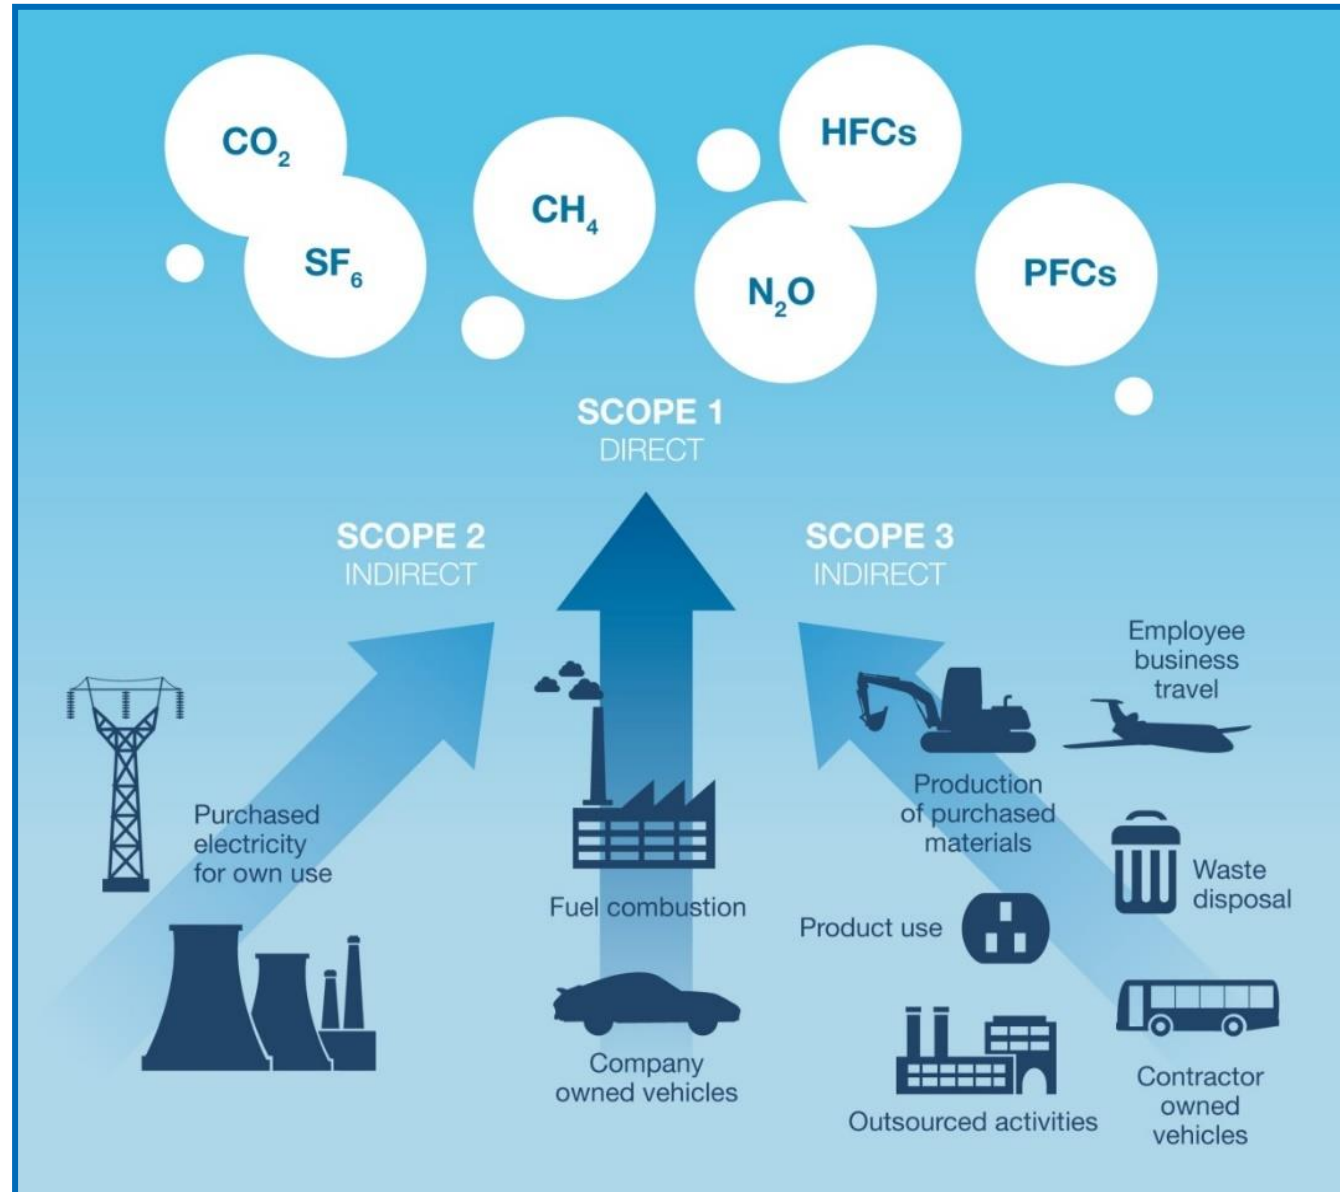 CO₂
SF₆
CH₄
HFCs
N₂O
PFCs
SCOPE 1
DIRECT
SCOPE 2
INDIRECT
SCOPE 3
INDIRECT
Purchased
electricity
for own use
Fuel combustion
Company
owned vehicles
Employee
business
travel
Production
of purchased
materials
Waste
disposal
Product use
Contractor
owned
vehicles
Outsourced activities